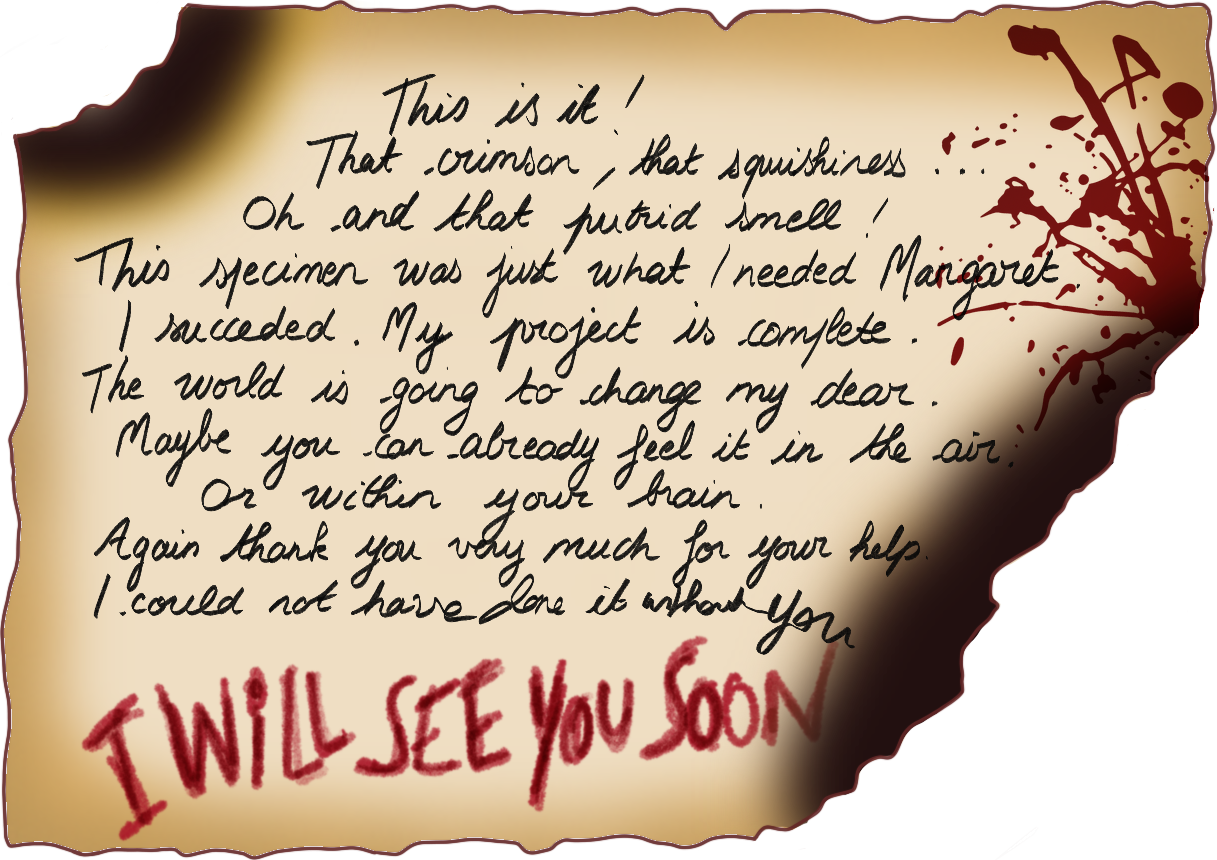 This is it!
That crimson, that squishiness ...
Oh and that putrid smell!
This specimen was just what I needed Margaret.
I succeded. My project is complete.
The world is going to change my dear.
Maybe you can already feel it in the air.
Or within your brain.
Again thank you very much for your help.
I could not have done it without you
I WiLL SEE YOU SOON